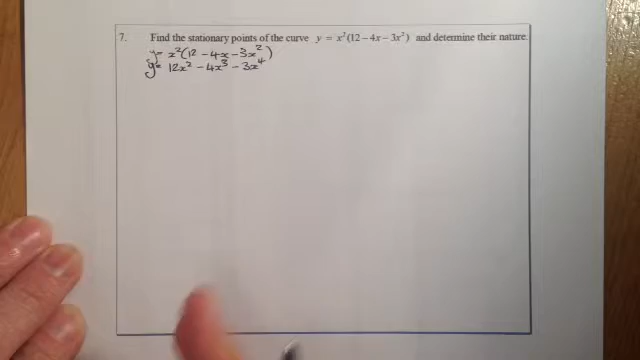 7. Find the stationary points of the curve y = x²(12 − 4x − 3x²) and determine their nature.
y = x²(12 − 4x − 3x²)
y = 12x² − 4x³ − 3x⁴